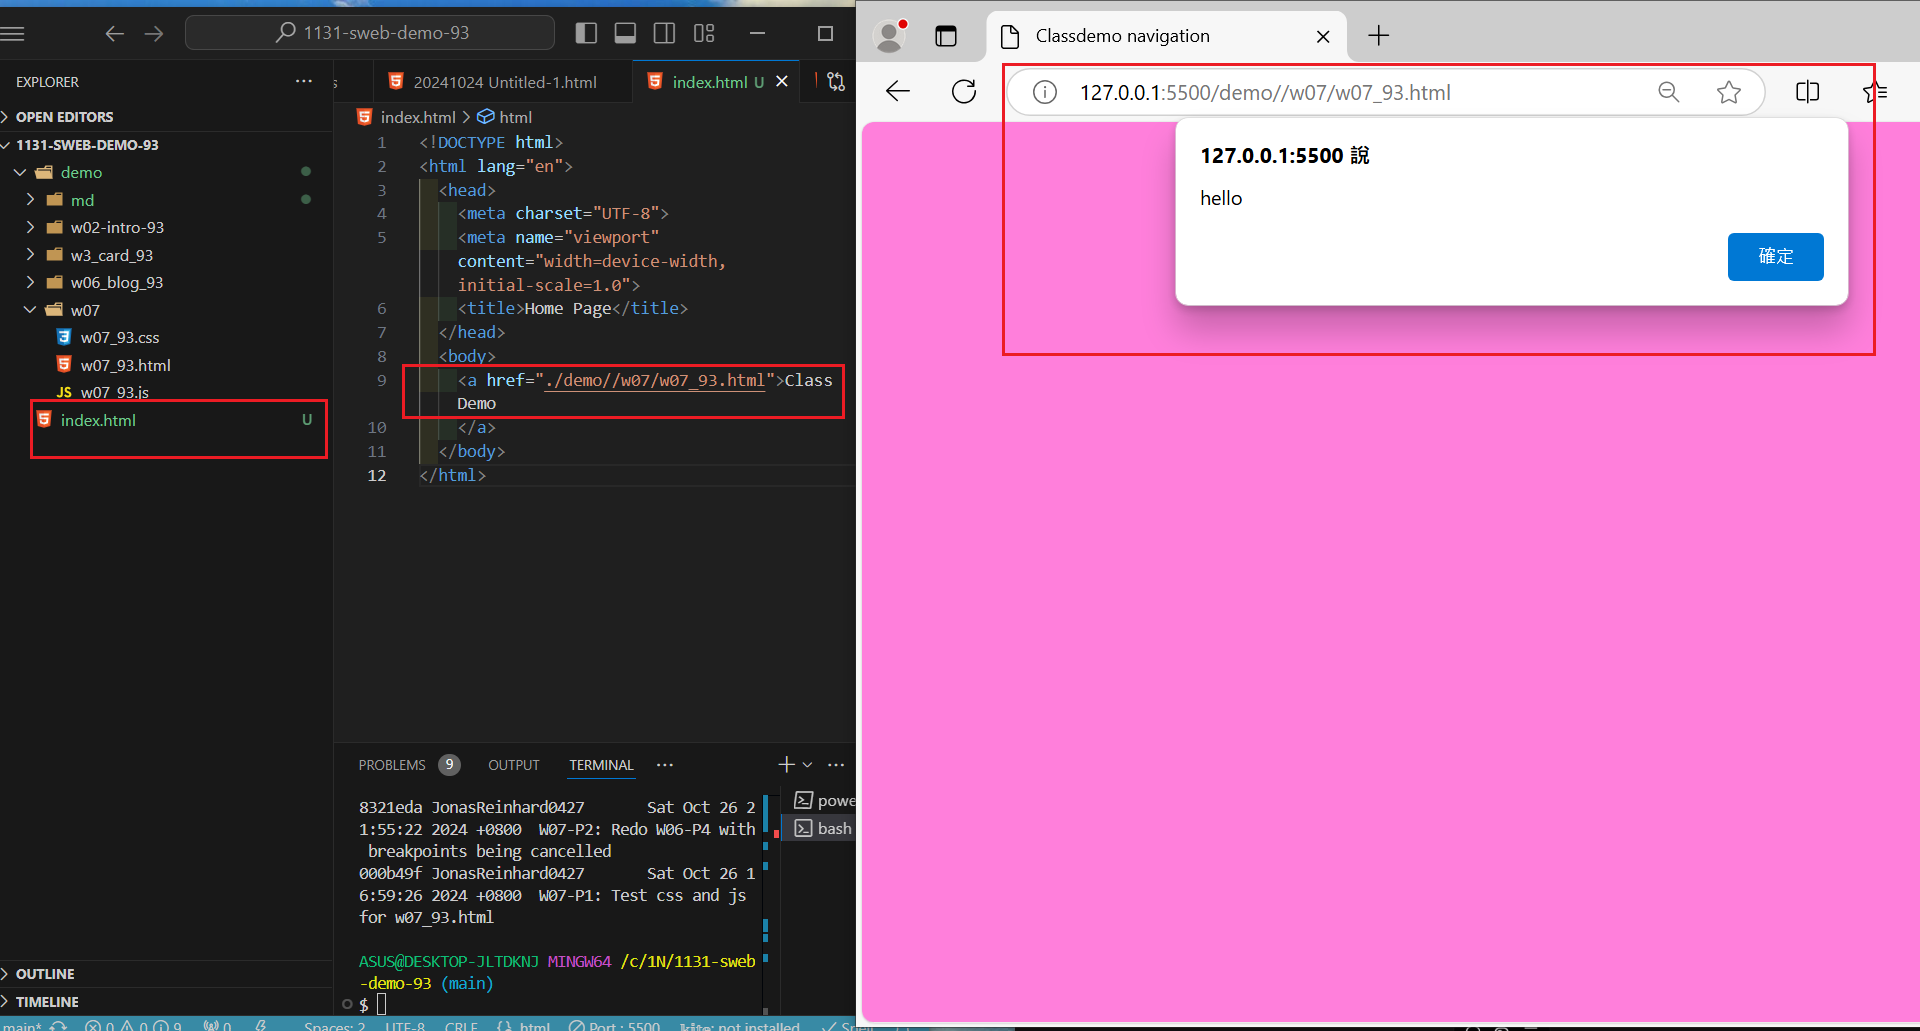 1131-sweb-demo-93
EXPLORER
OPEN EDITORS
1131-SWEB-DEMO-93
demo
md
w02-intro-93
w3_card_93
w06_blog_93
w07
w07_93.css
w07_93.html
JS w07_93.js
index.html U
OUTLINE
TIMELINE
20241024 Untitled-1.html
index.html U
index.html > html
1 <!DOCTYPE html>
2 <html lang="en">
3 <head>
4 <meta charset="UTF-8">
5 <meta name="viewport"
content="width=device-width,
initial-scale=1.0">
6 <title>Home Page</title>
7 </head>
8 <body>
9 <a href="./demo//w07/w07_93.html">Class
Demo
10 </a>
11 </body>
12 </html>
PROBLEMS 9 OUTPUT TERMINAL
8321eda JonasReinhard0427 Sat Oct 26 2
1:55:22 2024 +0800 W07-P2: Redo W06-P4 with
breakpoints being cancelled
000b49f JonasReinhard0427 Sat Oct 26 1
6:59:26 2024 +0800 W07-P1: Test css and js
for w07_93.html
ASUS@DESKTOP-JLTDKNJ MINGW64 /c/1N/1131-sweb
-demo-93 (main)
$
powe
bash
main* 0 0 9 0 Spaces: 2 UTF-8 CRLF {} html Port : 5500 kite: not installed
Classdemo navigation
127.0.0.1:5500/demo//w07/w07_93.html
127.0.0.1:5500 說
hello
確定